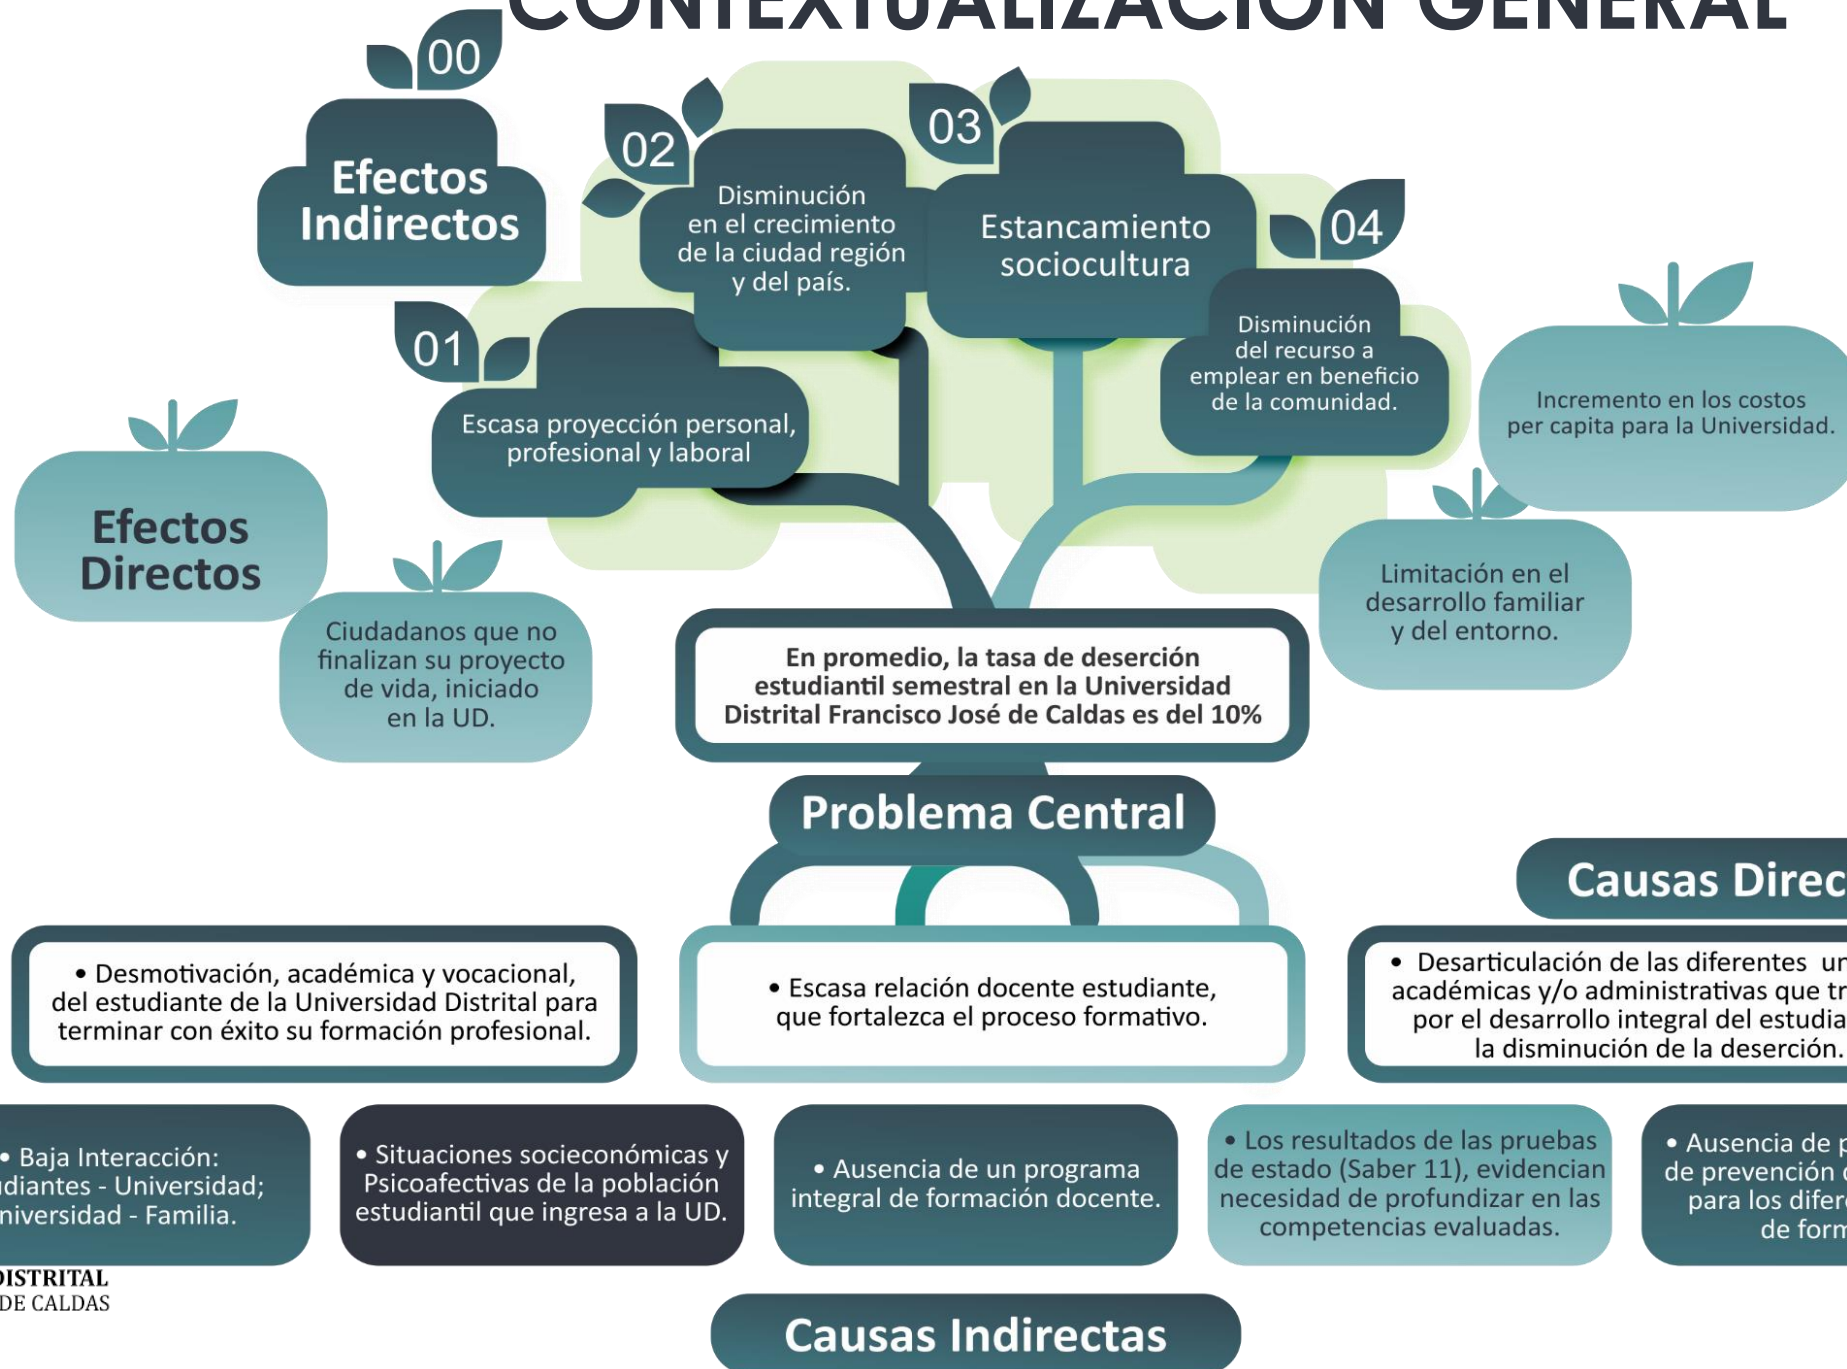 CONTEXTUALIZACIÓN GENERAL
00
Efectos
Indirectos
02
Disminución
en el crecimiento
de la ciudad región
y del país.
03
Estancamiento
sociocultura
04
Disminución
del recurso a
emplear en beneficio
de la comunidad.
01
Escasa proyección personal,
profesional y laboral
Incremento en los costos
per capita para la Universidad.
Efectos
Directos
Limitación en el
desarrollo familiar
y del entorno.
Ciudadanos que no
finalizan su proyecto
de vida, iniciado
en la UD.
En promedio, la tasa de deserción
estudiantil semestral en la Universidad
Distrital Francisco José de Caldas es del 10%
Problema Central
Causas
• Desmotivación, académica y vocacional,
del estudiante de la Universidad Distrital para
terminar con éxito su formación profesional.
• Escasa relación docente estudiante,
que fortalezca el proceso formativo.
• Desarticulación de las diferentes
académicas y/o administrativas que
por el desarrollo integral del
la disminución de la deserción.
• Baja Interacción:
- Universidad;
- Familia.
• Situaciones socieconómicas y
Psicoafectivas de la población
estudiantil que ingresa a la UD.
• Ausencia de un programa
integral de formación docente.
• Los resultados de las pruebas
de estado (Saber 11), evidencian
necesidad de profundizar en las
competencias evaluadas.
• Ausencia de
de prevención
para los
de
DISTRITAL
DE CALDAS
Causas Indirectas